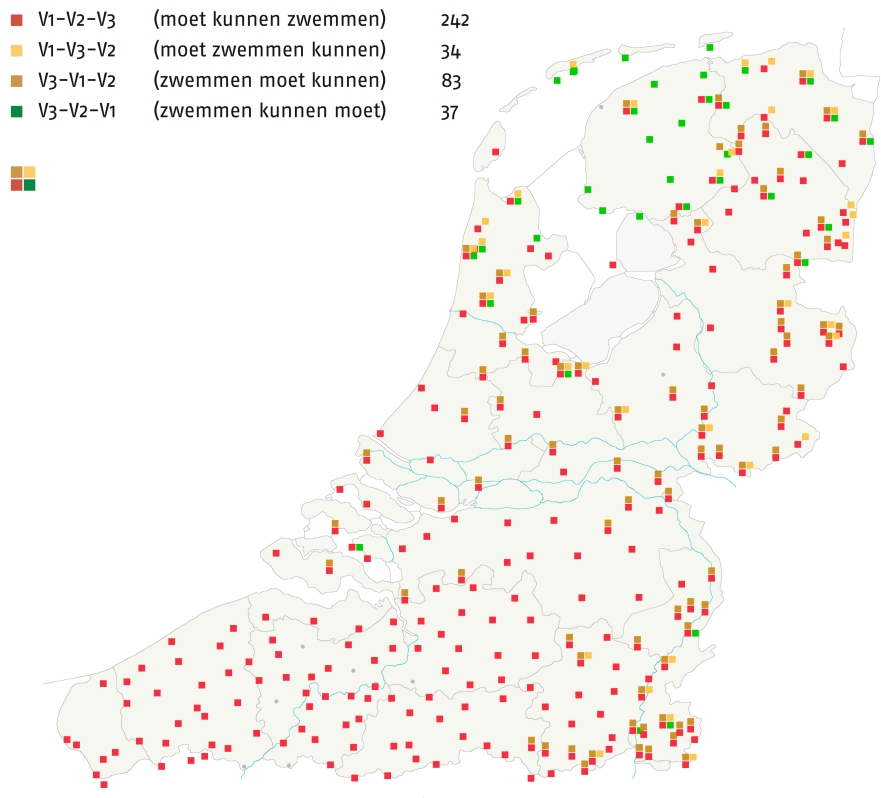 V1-V2-V3 (moet kunnen zwemmen) 242
V1-V3-V2 (moet zwemmen kunnen) 34
V3-V1-V2 (zwemmen moet kunnen) 83
V3-V2-V1 (zwemmen kunnen moet) 37